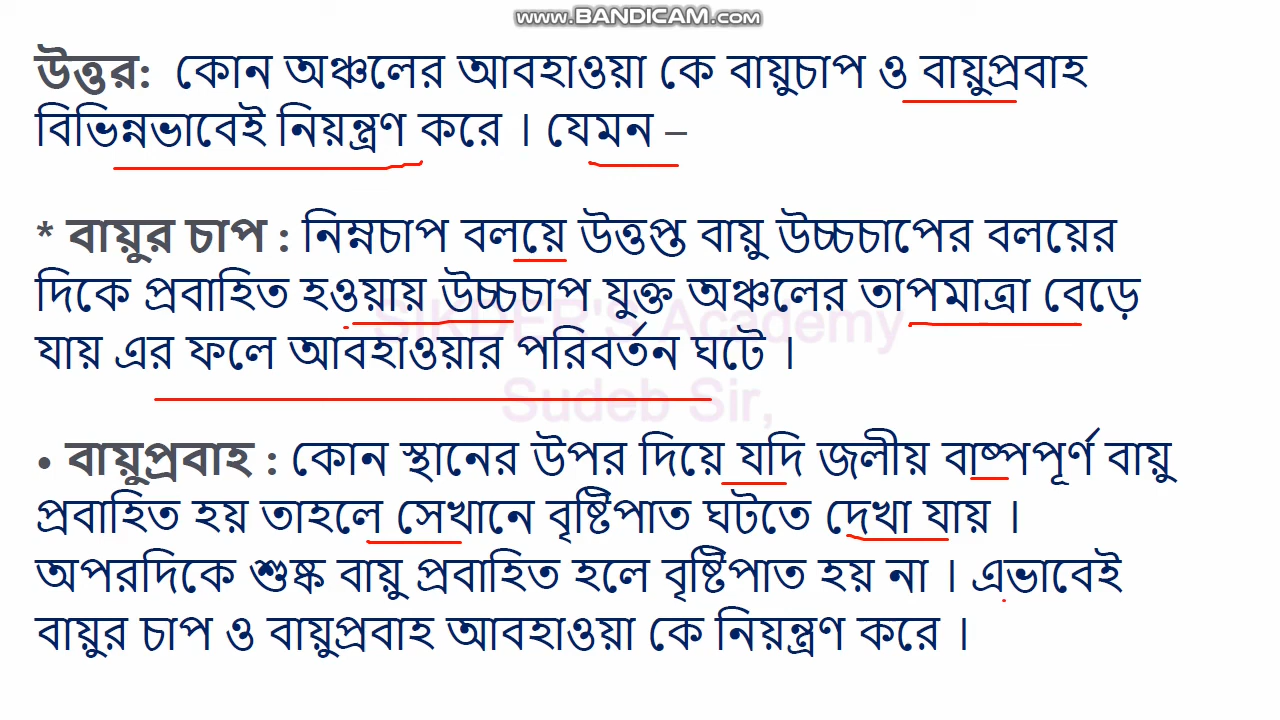 www.BANDICAM.com
উত্তর: কোন অঞ্চলের আবহাওয়া কে বায়ুচাপ ও বায়ুপ্রবাহ
বিভিন্নভাবেই নিয়ন্ত্রণ করে । যেমন –
* বায়ুর চাপ : নিম্নচাপ বলয়ে উত্তপ্ত বায়ু উচ্চচাপের বলয়ের
দিকে প্রবাহিত হওয়ায় উচ্চচাপ যুক্ত অঞ্চলের তাপমাত্রা বেড়ে
SIKDER'S Academy
যায় এর ফলে আবহাওয়ার পরিবর্তন ঘটে ।
Sudeb Sir,
• বায়ুপ্রবাহ : কোন স্থানের উপর দিয়ে যদি জলীয় বাষ্পপূর্ণ বায়ু
প্রবাহিত হয় তাহলে সেখানে বৃষ্টিপাত ঘটতে দেখা যায় ।
অপরদিকে শুষ্ক বায়ু প্রবাহিত হলে বৃষ্টিপাত হয় না । এভাবেই
বায়ুর চাপ ও বায়ুপ্রবাহ আবহাওয়া কে নিয়ন্ত্রণ করে ।